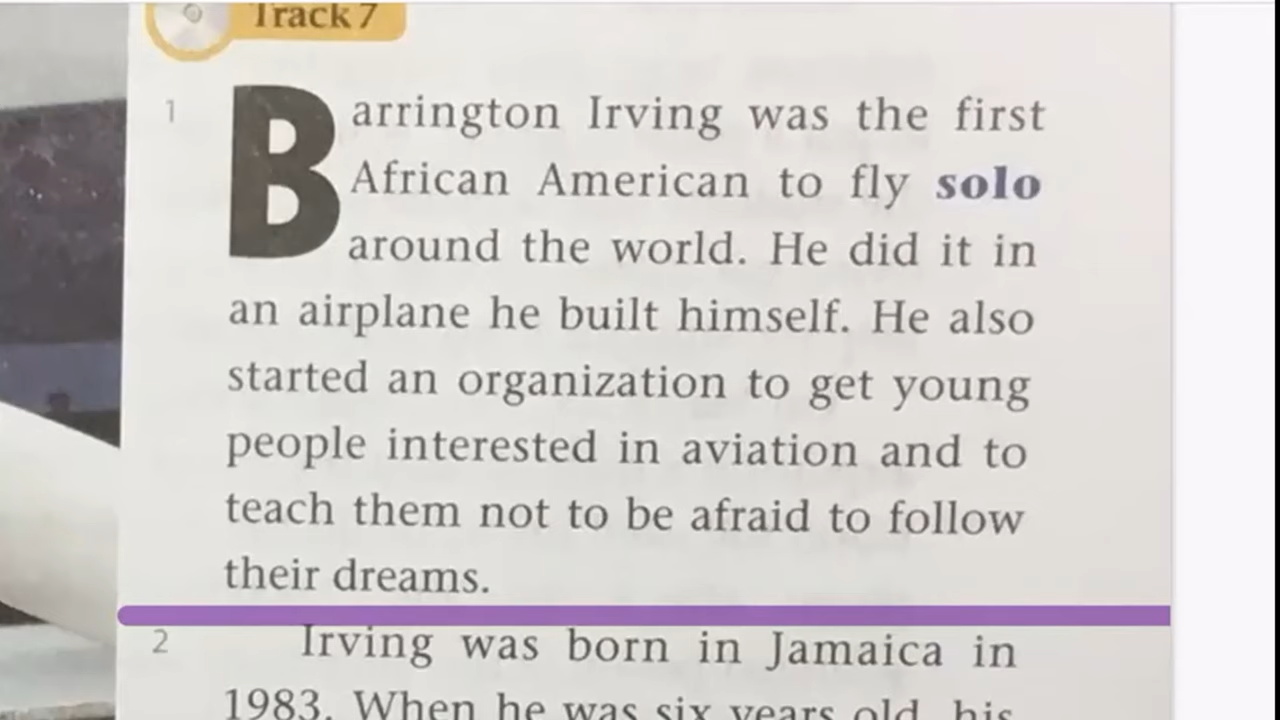 Track 7
1
Barrington Irving was the first
African American to fly solo
around the world. He did it in
an airplane he built himself. He also
started an organization to get young
people interested in aviation and to
teach them not to be afraid to follow
their dreams.
2
Irving was born in Jamaica in
1983. When he was six years old, his